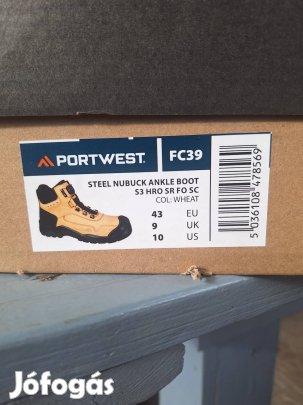 PORTWEST
FC39
STEEL NUBUCK ANKLE BOOT
S3 HRO SR FO SC
COL: WHEAT
43 EU
9 UK
10 US
5 036108 478569
Jófogás